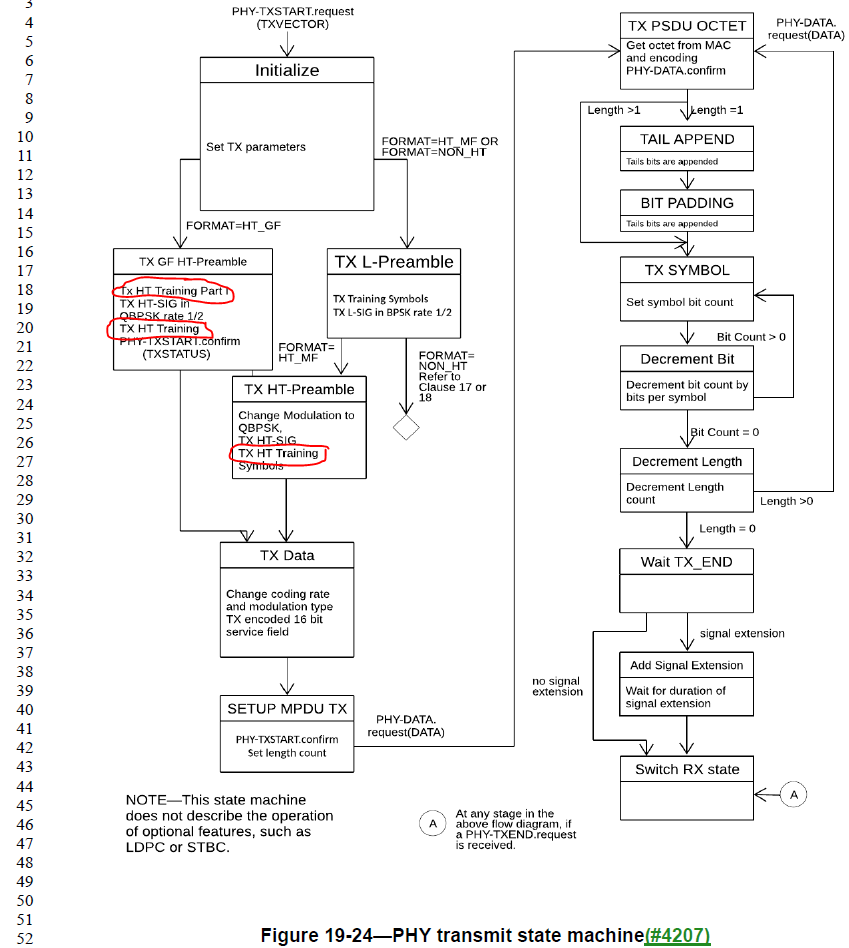 3
4
5
6
7
8
9
10
11
12
13
14
15
16
17
18
19
20
21
22
23
24
25
26
27
28
29
30
31
32
33
34
35
36
37
38
39
40
41
42
43
44
45
46
47
48
49
50
51
52
PHY-TXSTART.request
(TXVECTOR)
Initialize
Set TX parameters
FORMAT=HT_MF OR
FORMAT=NON_HT
FORMAT=HT_GF
TX GF HT-Preamble
Tx HT Training Part I
TX HT-SIG in
QBPSK rate 1/2
TX HT Training
PHY-TXSTART.confirm
(TXSTATUS)
TX L-Preamble
TX Training Symbols
TX L-SIG in BPSK rate 1/2
FORMAT=
HT_MF
FORMAT=
NON_HT
Refer to
Clause 17 or
18
TX HT-Preamble
Change Modulation to
QBPSK,
TX HT-SIG
TX HT Training
Symbols
TX Data
Change coding rate
and modulation type
TX encoded 16 bit
service field
SETUP MPDU TX
PHY-TXSTART.confirm
Set length count
PHY-DATA.
request(DATA)
TX PSDU OCTET
Get octet from MAC
and encoding
PHY-DATA.confirm
PHY-DATA.
request(DATA)
Length >1
Length =1
TAIL APPEND
Tails bits are appended
BIT PADDING
Tails bits are appended
TX SYMBOL
Set symbol bit count
Bit Count > 0
Decrement Bit
Decrement bit count by
bits per symbol
Bit Count = 0
Decrement Length
Decrement Length
count
Length >0
Length = 0
Wait TX_END
signal extension
no signal
extension
Add Signal Extension
Wait for duration of
signal extension
Switch RX state
A
NOTE—This state machine
does not describe the operation
of optional features, such as
LDPC or STBC.
A
At any stage in the
above flow diagram, if
a PHY-TXEND.request
is received.
Figure 19-24—PHY transmit state machine(#4207)